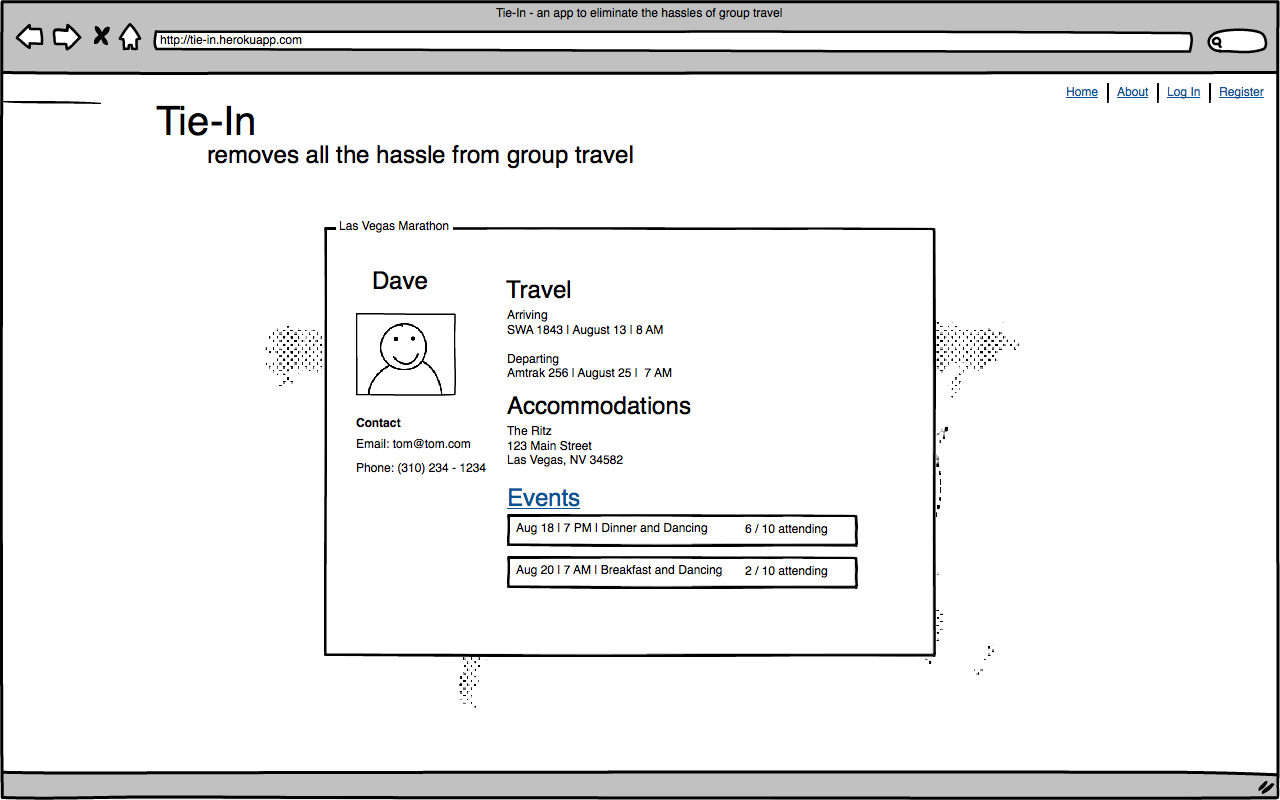 Tie-In - an app to eliminate the hassles of group travel
http://tie-in.herokuapp.com
Home | About | Log In | Register
Tie-In
removes all the hassle from group travel
Las Vegas Marathon
Dave
Contact
Email: tom@tom.com
Phone: (310) 234 - 1234
Travel
Arriving
SWA 1843 | August 13 | 8 AM
Departing
Amtrak 256 | August 25 | 7 AM
Accommodations
The Ritz
123 Main Street
Las Vegas, NV 34582
Events
Aug 18 | 7 PM | Dinner and Dancing 6 / 10 attending
Aug 20 | 7 AM | Breakfast and Dancing 2 / 10 attending